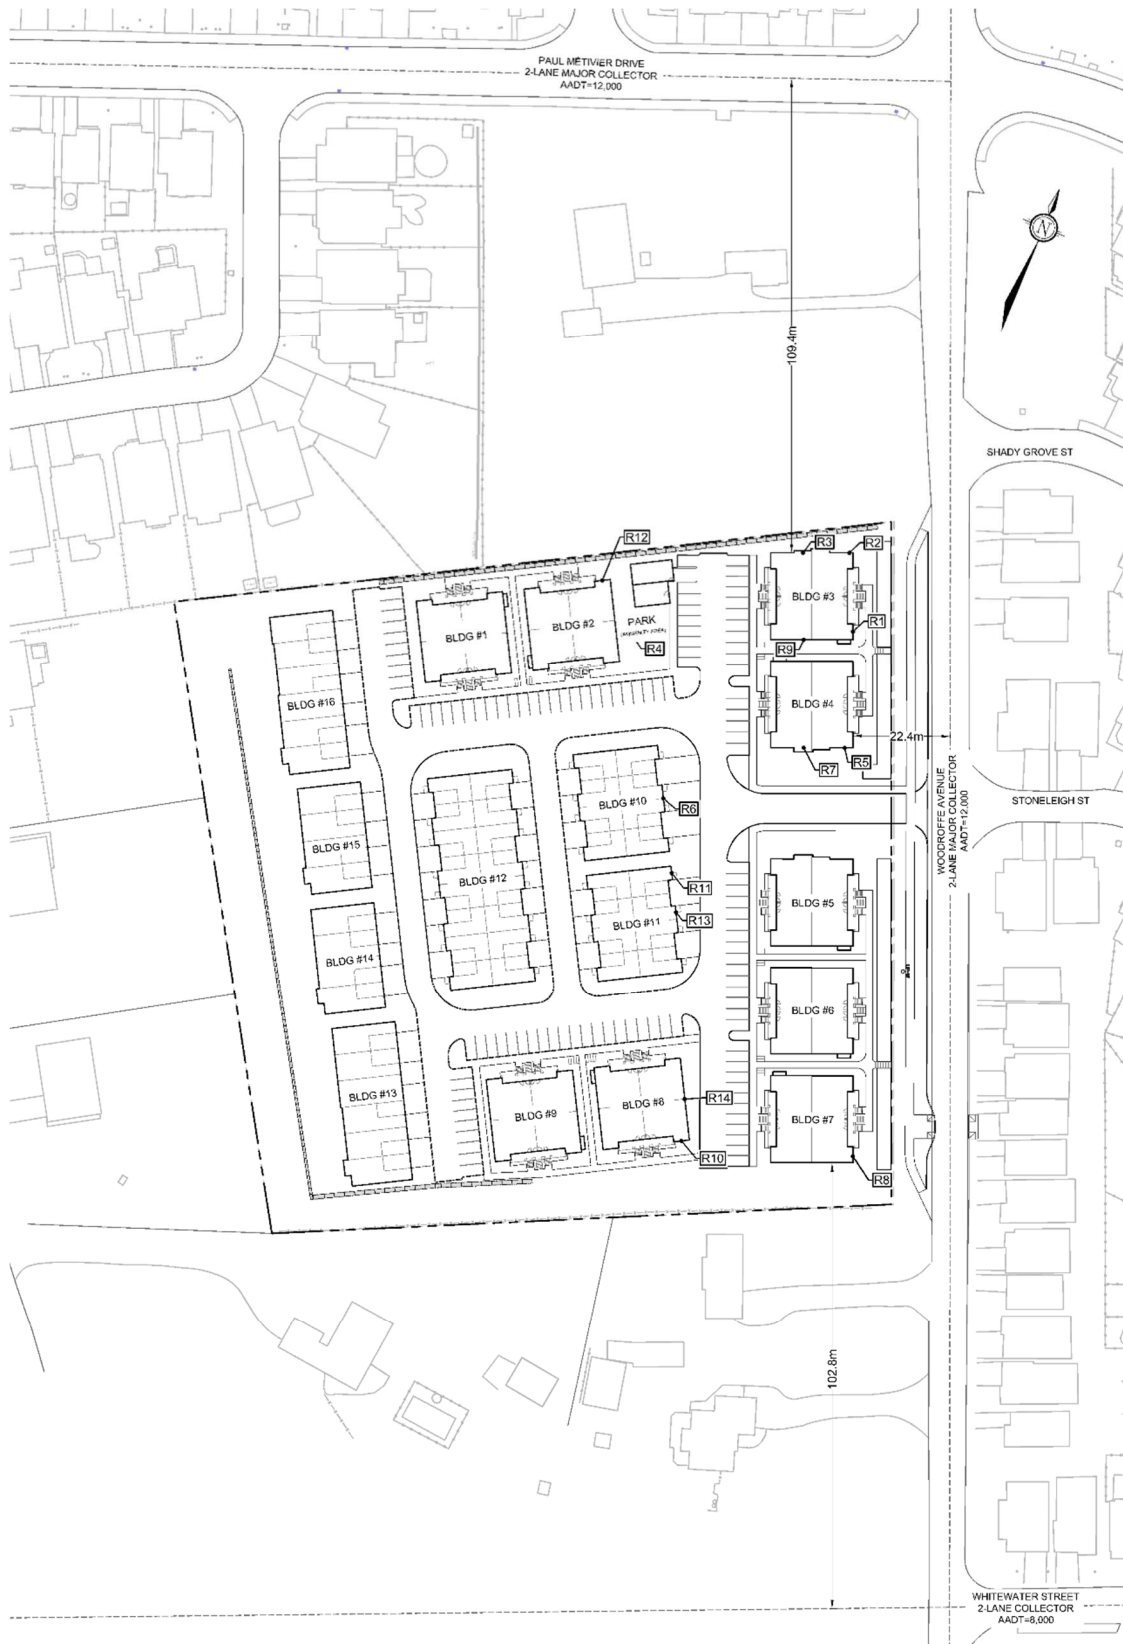 PAUL METIVIER DRIVE
2-LANE MAJOR COLLECTOR
AADT=12,000
N
109.4m
SHADY GROVE ST
R12
R3
R2
BLDG #3
BLDG #2
PARK
R1
BLDG #1
R4
R9
BLDG #16
BLDG #4
22.4m
R5
R7
STONELEIGH ST
WOODROFFE AVENUE
2-LANE MAJOR COLLECTOR
AADT=12,000
BLDG #10
R6
BLDG #15
BLDG #12
R11
R13
BLDG #11
BLDG #5
BLDG #14
BLDG #6
BLDG #13
R14
BLDG #8
BLDG #9
BLDG #7
R10
R8
102.8m
WHITEWATER STREET
2-LANE COLLECTOR
AADT=8,000